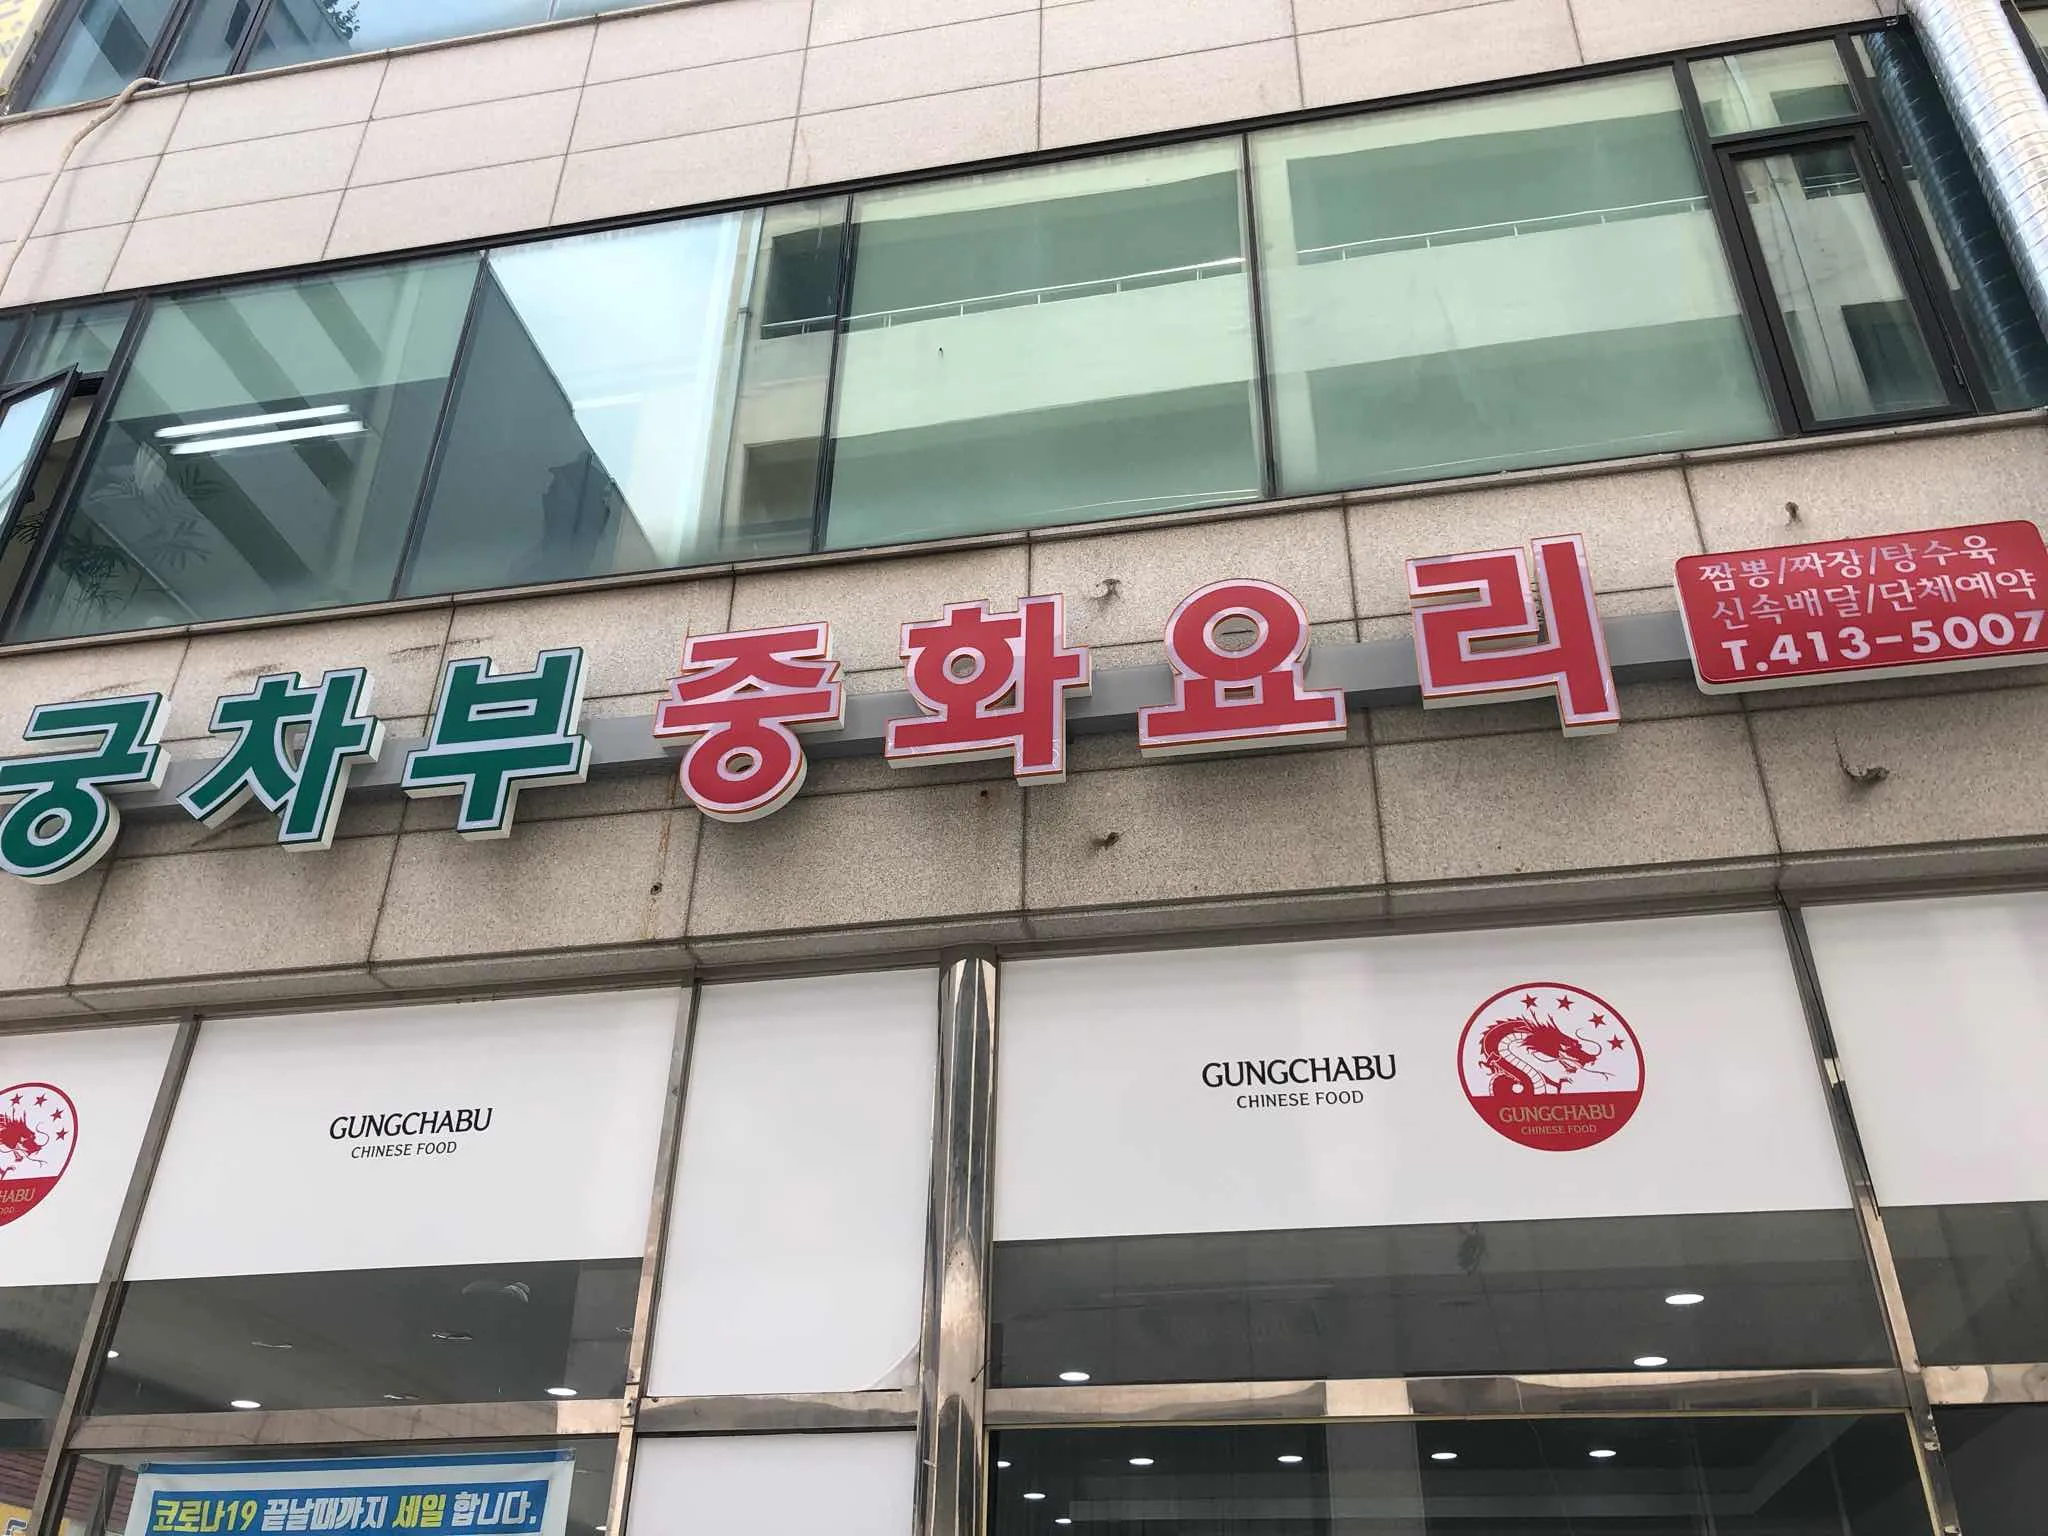 궁차부 중화요리
짬뽕/짜장/탕수육
신속배달/단체예약
T.413-5007
GUNGCHABU
CHINESE FOOD
GUNGCHABU
CHINESE FOOD
GUNGCHABU
CHINESE FOOD
HABU
OOD
코로나19 끝날때까지 세일 합니다.